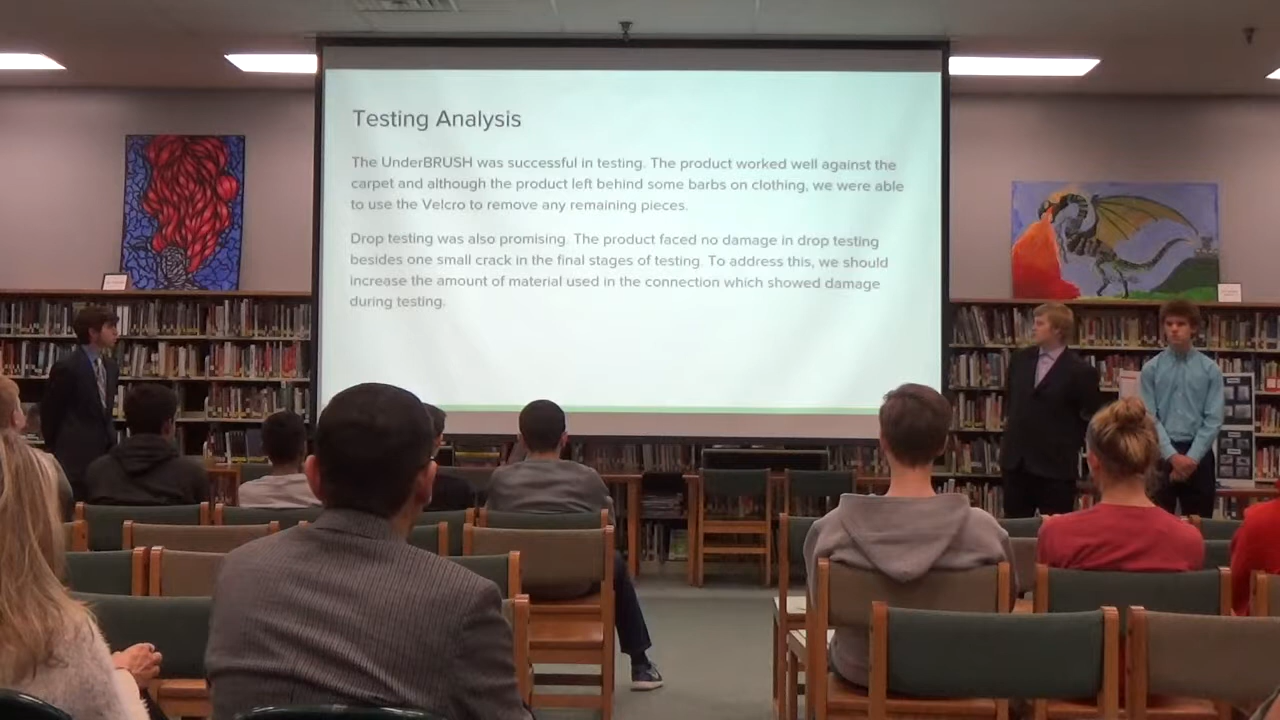 Testing Analysis
The UnderBRUSH was successful in testing. The product worked well against the
carpet and although the product left behind some barbs on clothing, we were able
to use the Velcro to remove any remaining pieces.
Drop testing was also promising. The product faced no damage in drop testing
besides one small crack in the final stages of testing. To address this, we should
increase the amount of material used in the connection which showed damage
during testing.